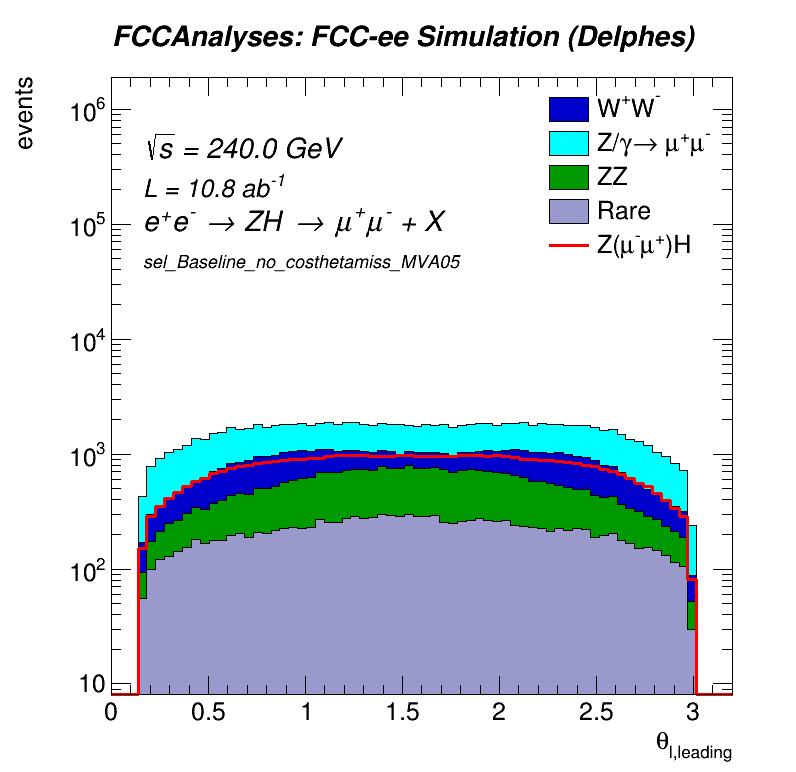 FCCAnalyses: FCC-ee Simulation (Delphes)
events
10⁶
10⁵
10⁴
10³
10²
10
√s = 240.0 GeV
L = 10.8 ab⁻¹
e⁺e⁻ → ZH → μ⁺μ⁻ + X
sel_Baseline_no_costhetamiss_MVA05
W⁺W⁻
Z/γ→ μ⁺μ⁻
ZZ
Rare
Z(μ⁻μ⁺)H
0 0.5 1 1.5 2 2.5 3
θl,leading